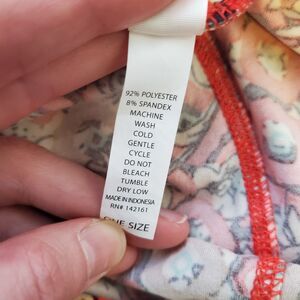 92% POLYESTER
8% SPANDEX
MACHINE
WASH
COLD
GENTLE
CYCLE
DO NOT
BLEACH
TUMBLE
DRY LOW
MADE IN INDONESIA
RN# 142161
ONE SIZE